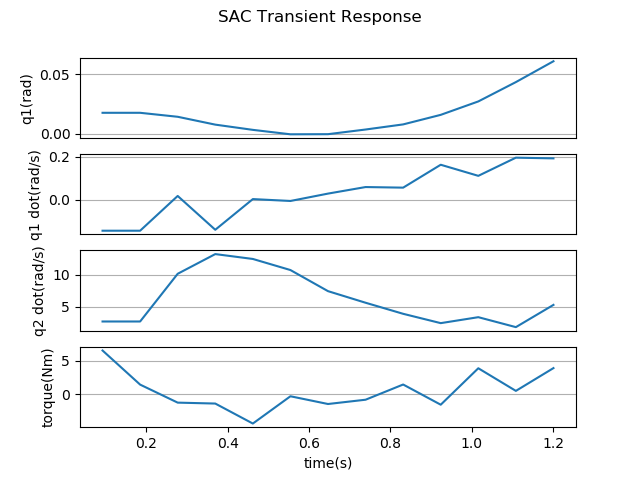 SAC Transient Response
q1(rad)
0.05
0.00
q1 dot(rad/s)
0.2
0.0
q2 dot(rad/s)
10
5
torque(Nm)
5
0
0.2 0.4 0.6 0.8 1.0 1.2
time(s)